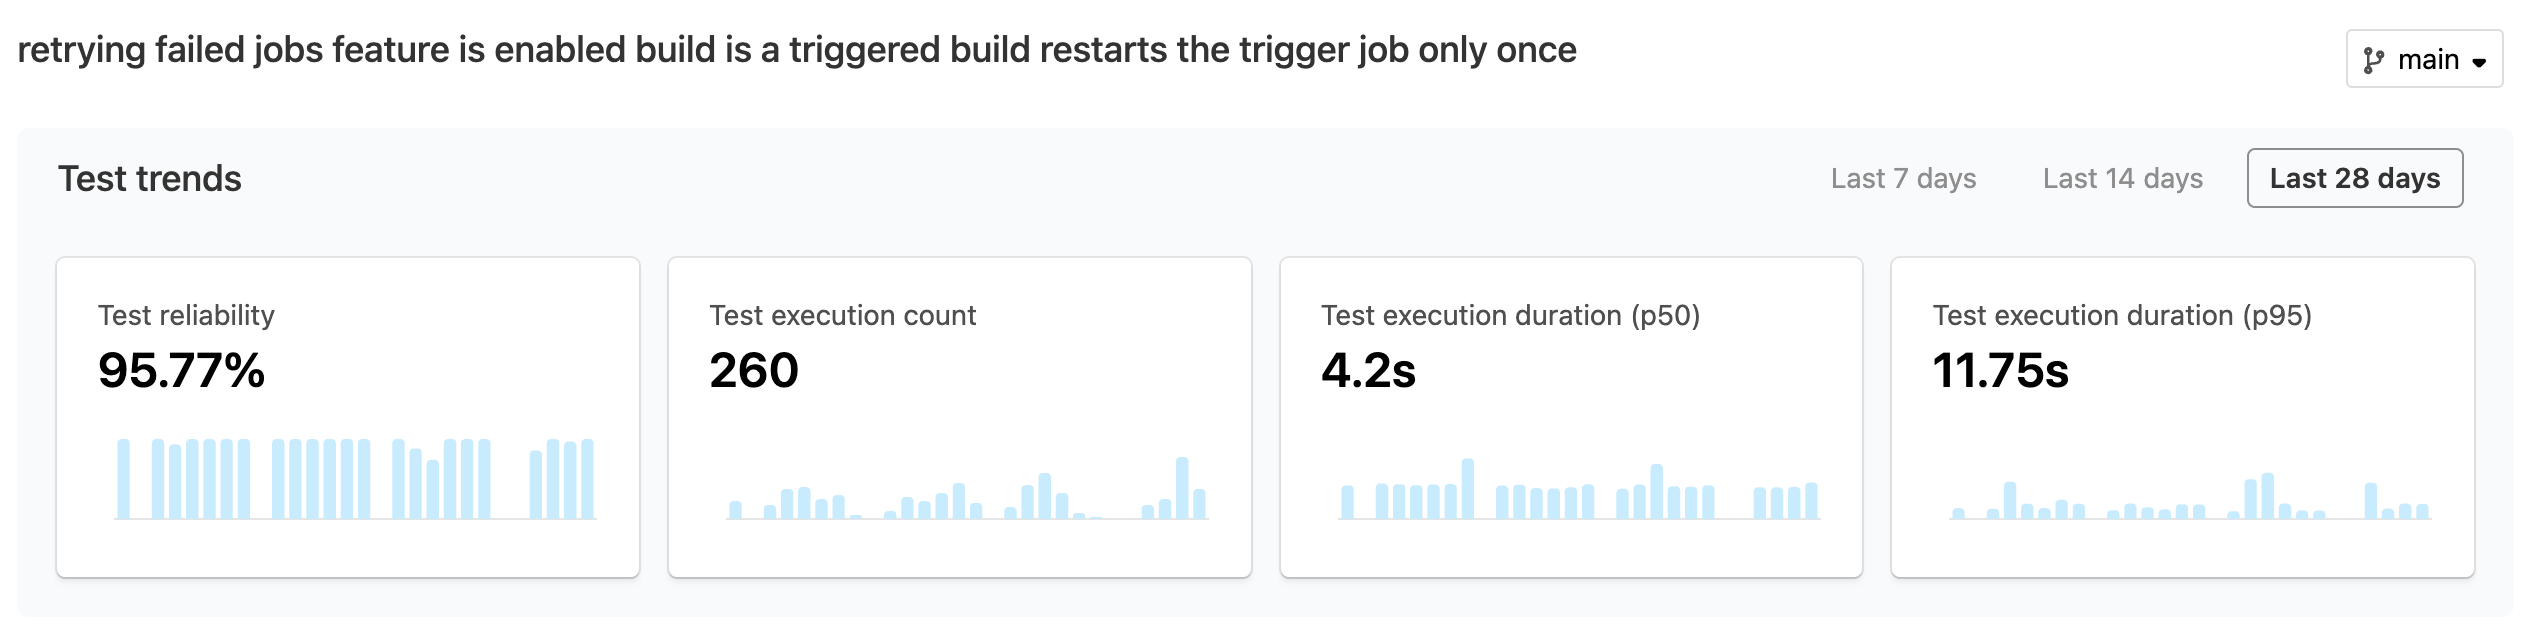 retrying failed jobs feature is enabled build is a triggered build restarts the trigger job only once
main
Test trends
Last 7 days
Last 14 days
Last 28 days
Test reliability
95.77%
Test execution count
260
Test execution duration (p50)
4.2s
Test execution duration (p95)
11.75s